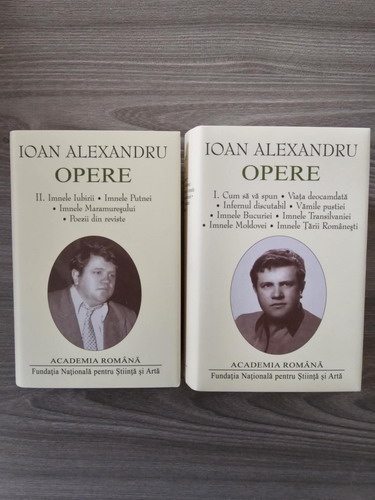 IOAN ALEXANDRU
OPERE
II. Imnele Iubirii • Imnele Putnei
• Imnele Maramureșului
• Poezii din reviste
ACADEMIA ROMÂNĂ
Fundația Națională pentru Știință și Artă
IOAN ALEXANDRU
OPERE
I. Cum să vă spun • Viața deocamdată
• Infernul discutabil • Vămile pustiei
• Imnele Bucuriei • Imnele Transilvaniei
• Imnele Moldovei • Imnele Țării Românești
ACADEMIA ROMÂNĂ
Fundația Națională pentru Știință și Artă